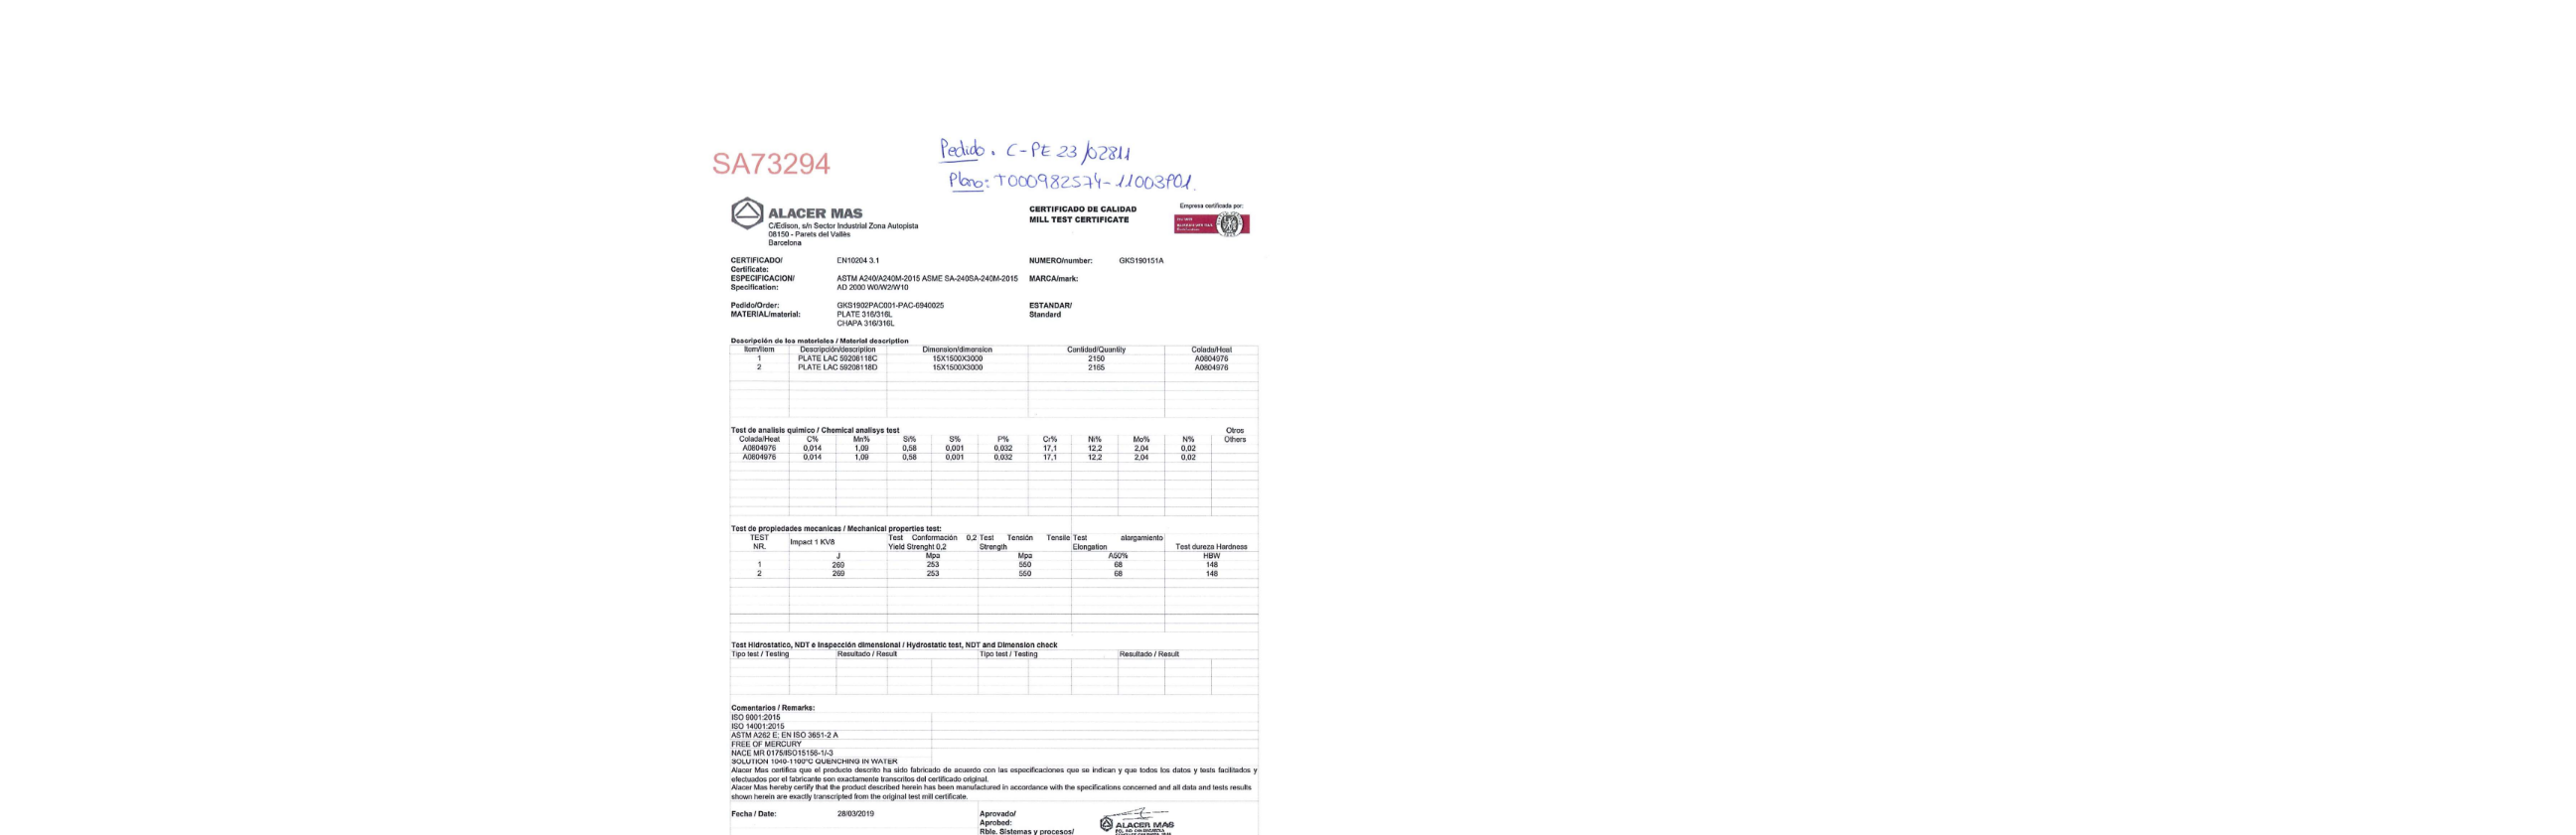 SA73294
Pedido. C-PE 23/02811
Plano: T000982574-11003P01.
ALACER MAS
C/Edison, s/n Sector Industrial Zona Autopista
08150 - Parets del Vallès
Barcelona
CERTIFICADO DE CALIDAD
MILL TEST CERTIFICATE
Empresa certificada por:
CERTIFICADO/ EN10204 3.1 NUMERO/number: GKS190151A
Certificate:
ESPECIFICACION/ ASTM A240/A240M-2015 ASME SA-240SA-240M-2015 MARCA/mark:
Specification: AD 2000 W0/W2/W10
Pedido/Order: GKS1902PAC001-PAC-6940025 ESTANDAR/
MATERIAL/material: PLATE 316/316L Standard
CHAPA 316/316L
Descripción de los materieles / Material description
Item/Item Descripción/description Dimension/dimension Cantidad/Quantity Colada/Heat
1 PLATE LAC 59208118C 15X1500X3000 2150 A0804976
2 PLATE LAC 59208118D 15X1500X3000 2165 A0804976
Test de analisis quimico / Chemical analisys test Otros
Colada/Heat C% Mn% Si% S% P% Cr% Ni% Mo% N% Others
A0804976 0,014 1,09 0,58 0,001 0,032 17,1 12,2 2,04 0,02
A0804976 0,014 1,09 0,58 0,001 0,032 17,1 12,2 2,04 0,02
Test de propiedades mecanicas / Mechanical properties test:
TEST Impact 1 KV8 Test Conformación 0,2 Test Tensión Tensile Test alargamiento
NR. Yield Strenght 0,2 Strength Elongation Test dureza Hardness
J Mpa Mpa A50% HBW
1 269 253 550 68 148
2 269 253 550 68 148
Test Hidrostatico, NDT e Inspección dimensional / Hydrostatic test, NDT and Dimension check
Tipo test / Testing Resultado / Result Tipo test / Testing Resultado / Result
Comentarios / Remarks:
ISO 9001:2015
ISO 14001:2015
ASTM A262 E; EN ISO 3651-2 A
FREE OF MERCURY
NACE MR 0175/ISO15156-1/-3
SOLUTION 1040-1100ºC QUENCHING IN WATER
Alacer Mas certifica que el producto descrito ha sido fabricado de acuerdo con las especificaciones que se indican y que todos los datos y tests facilitados y
efectuados por el fabricante son exactamente transcritos del certificado original.
Alacer Mas hereby certify that the product described herein has been manufactured in accordance with the specifications concerned and all data and tests results
shown herein are exactly transcripted from the original test mill certificate.
Fecha / Date: 28/03/2019 Aprovado/
Aprobed:
Rble. Sistemas y procesos/
ALACER MAS